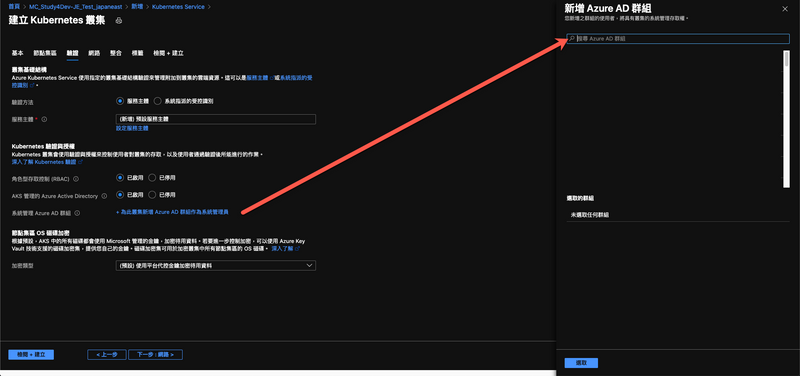 首頁 > MC_Study4Dev-JE_Test_japaneast > 新增 > Kubernetes Service >
建立 Kubernetes 叢集
基本 節點集區 驗證 網路 整合 標籤 檢閱 + 建立
叢集基礎結構
Azure Kubernetes Service 使用指定的叢集基礎結構驗證來管理附加到叢集的雲端資源。這可以是服務主體 或系統指派的受
控識別 。
驗證方法
服務主體 系統指派的受控識別
服務主體 *
(新增) 預設服務主體
設定服務主體
Kubernetes 驗證與授權
Kubernetes 叢集會使用驗證與授權來控制使用者對叢集的存取，以及使用者通過驗證後所能進行的作業。
深入了解 Kubernetes 驗證
角色型存取控制 (RBAC)
已啟用 已停用
AKS 管理的 Azure Active Directory
已啟用 已停用
系統管理 Azure AD 群組
+ 為此叢集新增 Azure AD 群組作為系統管理員
節點集區 OS 磁碟加密
根據預設，AKS 中的所有磁碟都會使用 Microsoft 管理的金鑰，加密待用資料。若要進一步控制加密，可以使用 Azure Key
Vault 技術支援的磁碟加密集，提供您自己的金鑰。磁碟加密集可用於加密叢集中所有節點集區的 OS 磁碟。 深入了解
加密類型
(預設) 使用平台代控金鑰加密待用資料
檢閱 + 建立
< 上一步
下一步 : 網路 >
新增 Azure AD 群組
您新增之群組的使用者，將具有叢集的系統管理存取權。
搜尋 Azure AD 群組
選取的群組
未選取任何群組
選取